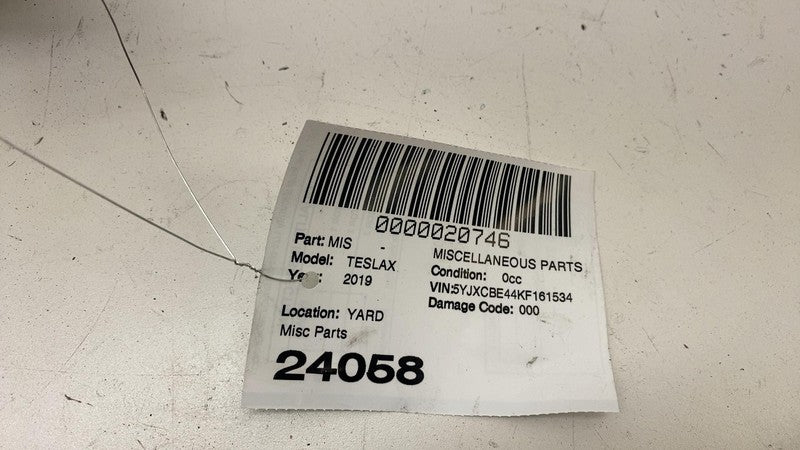 0000020746
Part: MIS - MISCELLANEOUS PARTS
Model: TESLAX Condition: 0cc
Year: 2019 VIN:5YJXCBE44KF161534
Damage Code: 000
Location: YARD
Misc Parts
24058